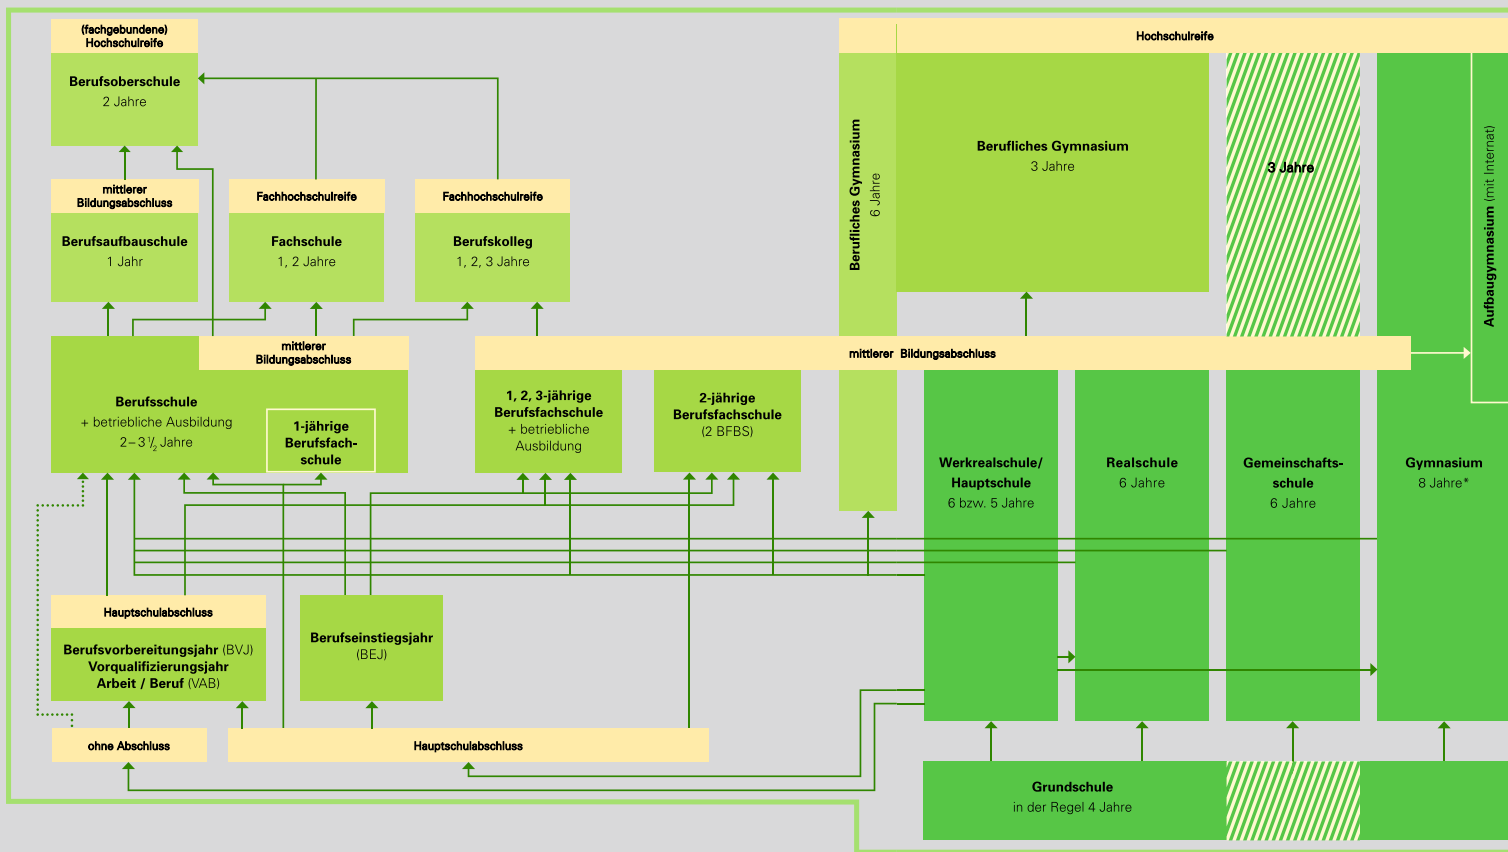 (fachgebundene)
Hochschulreife
Berufsoberschule
2 Jahre
mittlerer
Bildungsabschluss
Berufsaufbauschule
1 Jahr
Fachhochschulreife
Fachschule
1, 2 Jahre
Fachhochschulreife
Berufskolleg
1, 2, 3 Jahre
Hochschulreife
Berufliches Gymnasium
6 Jahre
Berufliches Gymnasium
3 Jahre
3 Jahre
Aufbaugymnasium (mit Internat)
mittlerer
Bildungsabschluss
Berufsschule
+ betriebliche Ausbildung
2–3 1/2 Jahre
1-jährige
Berufsfach-
schule
mittlerer Bildungsabschluss
1, 2, 3-jährige
Berufsfachschule
+ betriebliche
Ausbildung
2-jährige
Berufsfachschule
(2 BFBS)
Werkrealschule/
Hauptschule
6 bzw. 5 Jahre
Realschule
6 Jahre
Gemeinschafts-
schule
6 Jahre
Gymnasium
8 Jahre*
Hauptschulabschluss
Berufsvorbereitungsjahr (BVJ)
Vorqualifizierungsjahr
Arbeit / Beruf (VAB)
Berufseinstiegsjahr
(BEJ)
ohne Abschluss
Hauptschulabschluss
Grundschule
in der Regel 4 Jahre